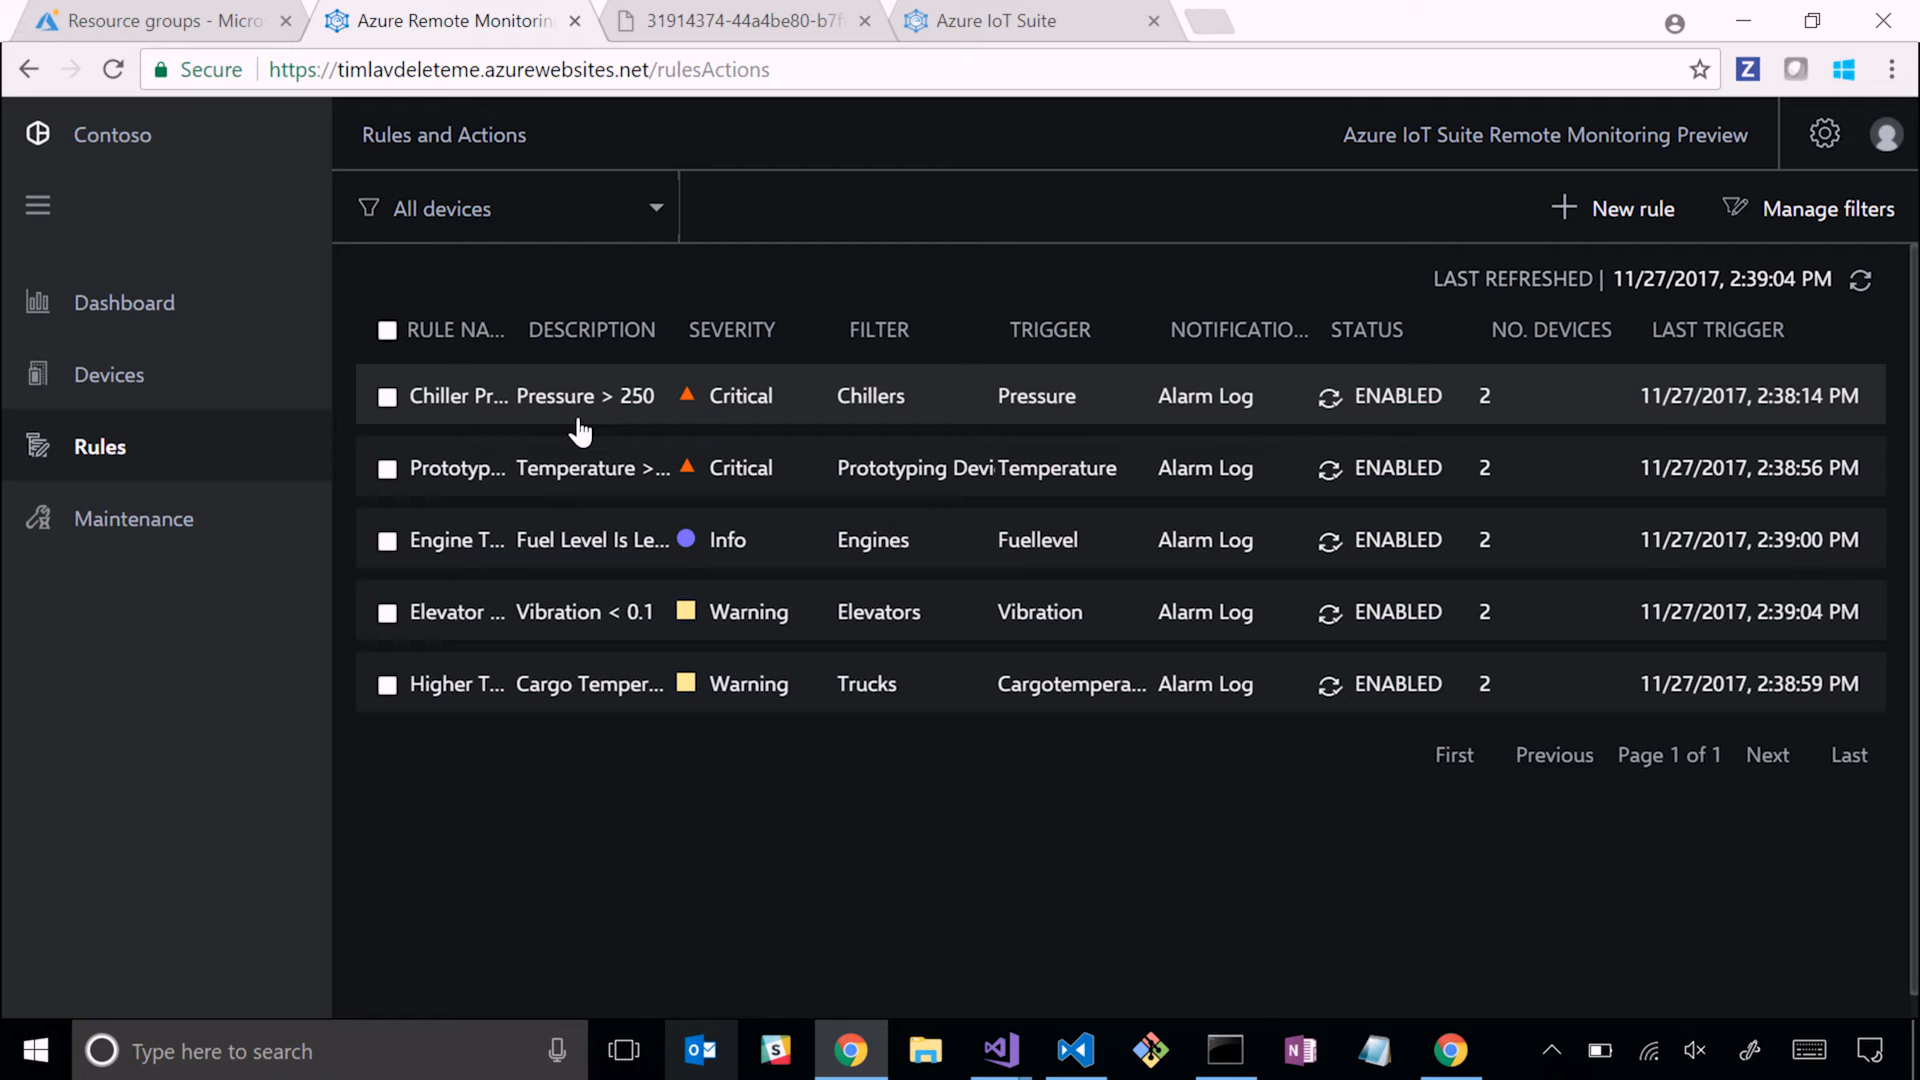 Resource groups - Micro
Azure Remote Monitorin
31914374-44a4be80-b7f
Azure IoT Suite
Secure
https://timlavdeleteme.azurewebsites.net/rulesActions
Z
Contoso
Rules and Actions
Azure IoT Suite Remote Monitoring Preview
All devices
New rule
Manage filters
Dashboard
Devices
Rules
Maintenance
LAST REFRESHED | 11/27/2017, 2:39:04 PM
RULE NA... DESCRIPTION SEVERITY FILTER TRIGGER NOTIFICATIO... STATUS NO. DEVICES LAST TRIGGER
Chiller Pr... Pressure > 250 Critical Chillers Pressure Alarm Log ENABLED 2 11/27/2017, 2:38:14 PM
Prototyp... Temperature >... Critical Prototyping Devi Temperature Alarm Log ENABLED 2 11/27/2017, 2:38:56 PM
Engine T... Fuel Level Is Le... Info Engines Fuellevel Alarm Log ENABLED 2 11/27/2017, 2:39:00 PM
Elevator ... Vibration < 0.1 Warning Elevators Vibration Alarm Log ENABLED 2 11/27/2017, 2:39:04 PM
Higher T... Cargo Temper... Warning Trucks Cargotempera... Alarm Log ENABLED 2 11/27/2017, 2:38:59 PM
First Previous Page 1 of 1 Next Last
Type here to search